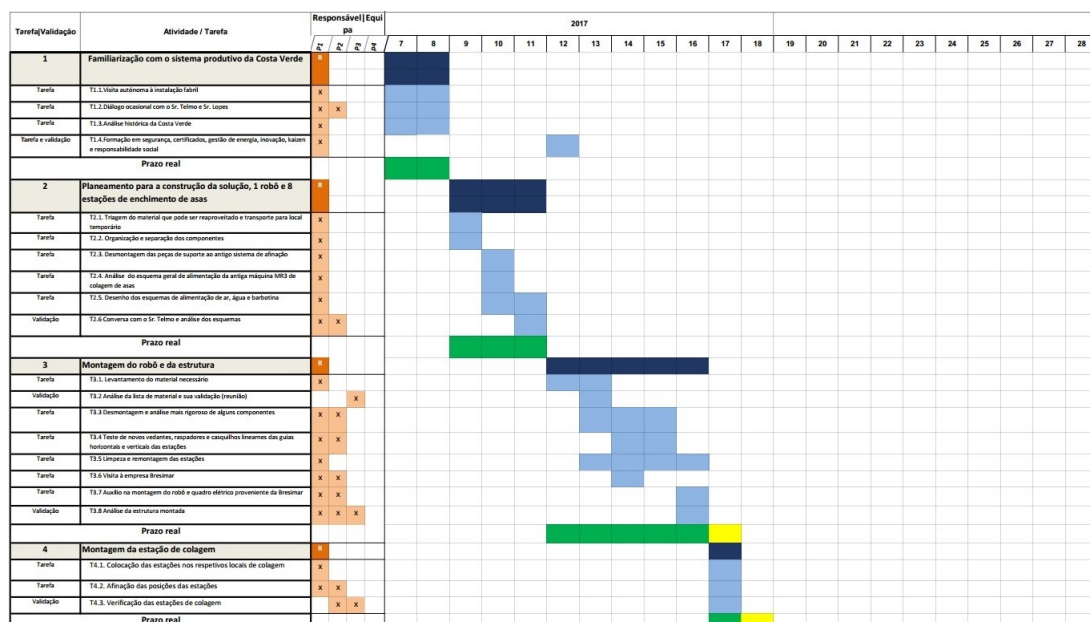 Tarefa|Validação
Atividade / Tarefa
Responsável|Equi
pa
2017
P1 P2 P3 p4
7 8 9 10 11 12 13 14 15 16 17 18 19 20 21 22 23 24 25 26 27 28
1 Familiarização com o sistema produtivo da Costa Verde R
Tarefa T1.1.Visita autónoma à instalação fabril x
Tarefa T1.2.Diálogo ocasional com o Sr. Telmo e Sr. Lopes x x
Tarefa T1.3.Análise histórica da Costa Verde x
Tarefa e validação T1.4.Formação em segurança, certificados, gestão de energia, inovação, kaizen x
e responsabilidade social
Prazo real
2 Planeamento para a construção da solução, 1 robô e 8 R
estações de enchimento de asas
Tarefa T2.1. Triagem do material que pode ser reaproveitado e transporte para local x
temporário
Tarefa T2.2. Organização e separação dos componentes x
Tarefa T2.3. Desmontagem das peças de suporte ao antigo sistema de afinação x
Tarefa T2.4. Análise do esquema geral de alimentação da antiga máquina MR3 de x
colagem de asas
Tarefa T2.5. Desenho dos esquemas de alimentação de ar, água e barbotina x
Validação T2.6 Conversa com o Sr. Telmo e análise dos esquemas x x
Prazo real
3 Montagem do robô e da estrutura R
Tarefa T3.1. Levantamento do material necessário x
Validação T3.2 Análise da lista de material e sua validação (reunião) x
Tarefa T3.3 Desmontagem e análise mais rigoroso de alguns componentes x x
Tarefa T3.4 Teste de novos vedantes, raspadores e casquilhos linearnes das guias x x
horizontais e verticais das estações
Tarefa T3.5 Limpeza e remontagem das estações x
Tarefa T3.6 Visita à empresa Bresimar x x
Tarefa T3.7 Auxílio na montagem do robô e quadro elétrico proveniente da Bresimar x x
Validação T3.8 Análise da estrutura montada x x x
Prazo real
4 Montagem da estação de colagem R
Tarefa T4.1. Colocação das estações nos respetivos locais de colagem x
Tarefa T4.2. Afinação das posições das estações x x
Validação T4.3. Verificação das estações de colagem x x
Prazo real